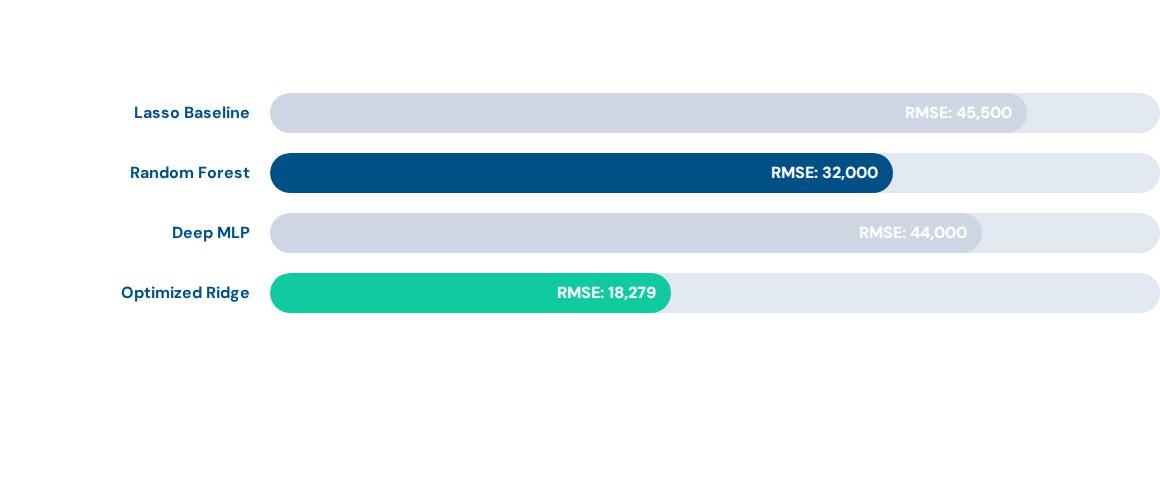 Lasso Baseline RMSE: 45,500
Random Forest RMSE: 32,000
Deep MLP RMSE: 44,000
Optimized Ridge RMSE: 18,279